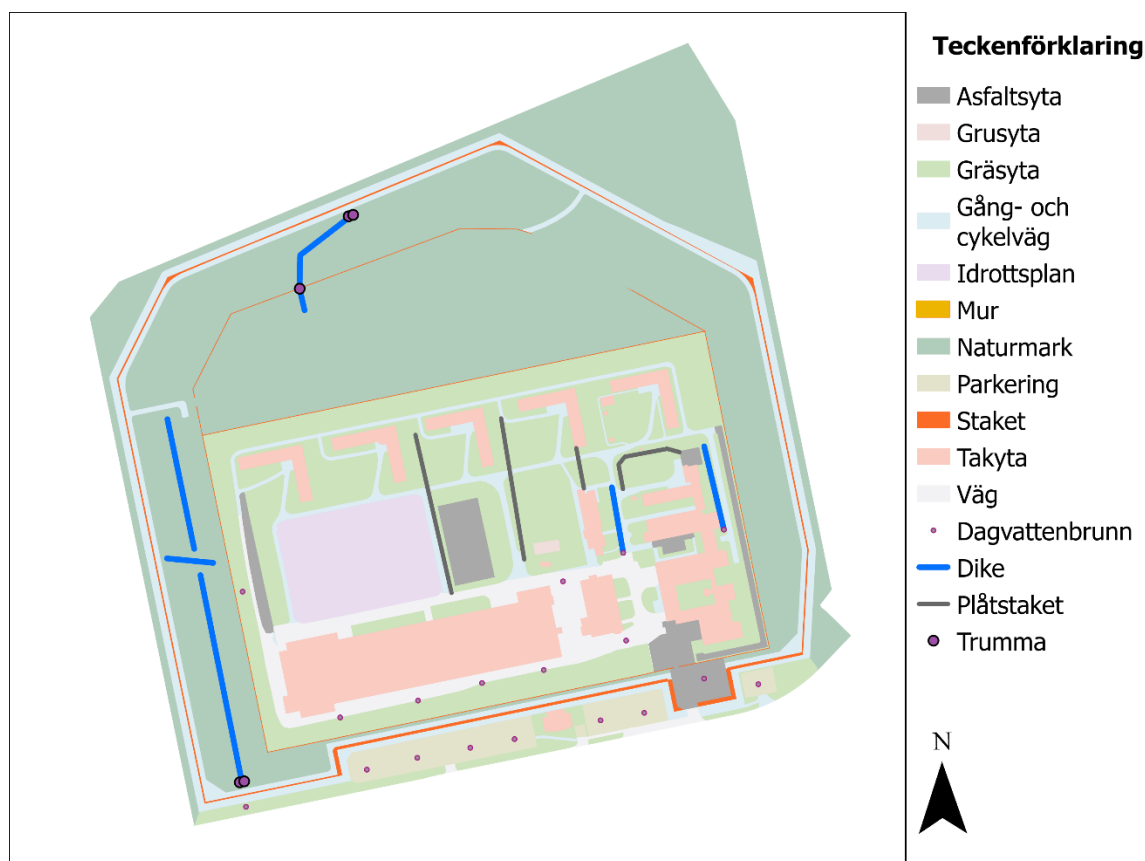 Teckenförklaring
Asfaltsyta
Grusyta
Gräsyta
Gång- och
cykelväg
Idrottsplan
Mur
Naturmark
Parkering
Staket
Takyta
Väg
Dagvattenbrunn
Dike
Plåtstaket
Trumma
N